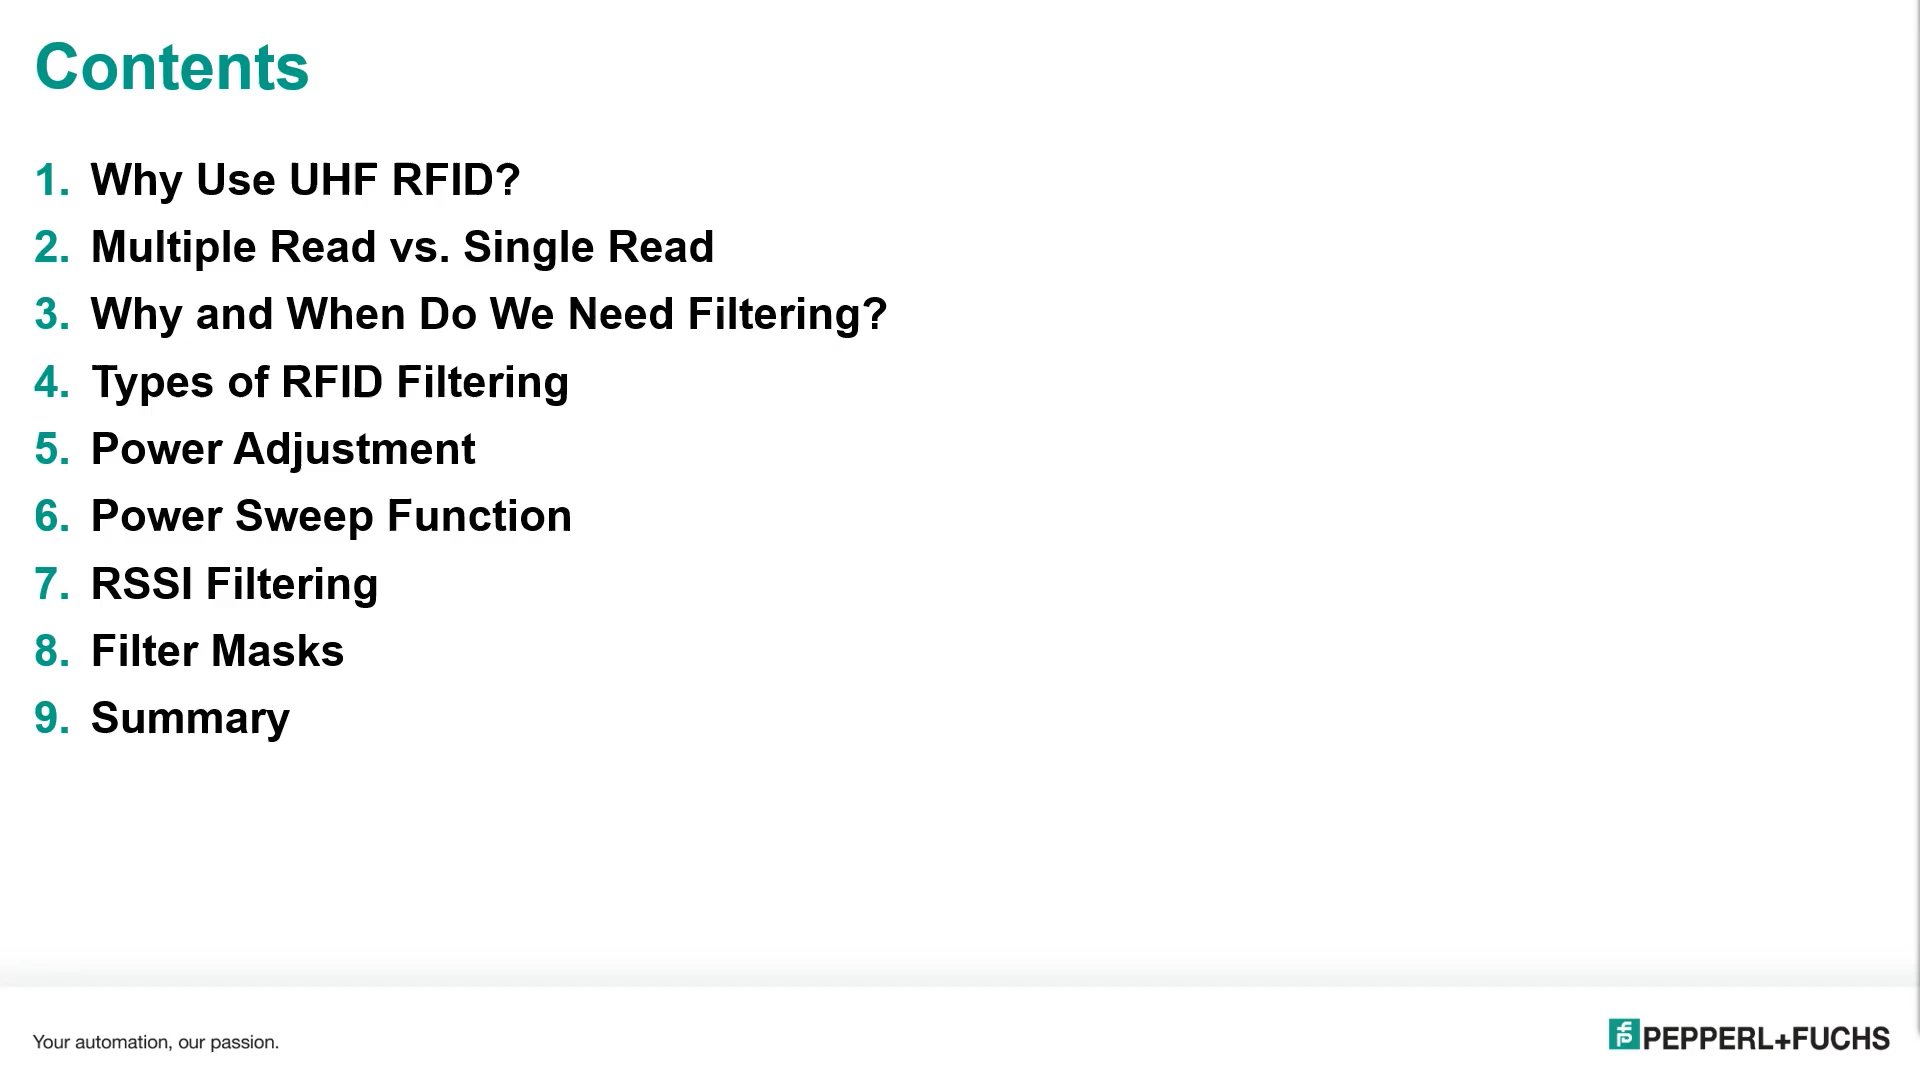 Contents
1. Why Use UHF RFID?
2. Multiple Read vs. Single Read
3. Why and When Do We Need Filtering?
4. Types of RFID Filtering
5. Power Adjustment
6. Power Sweep Function
7. RSSI Filtering
8. Filter Masks
9. Summary
Your automation, our passion.
PEPPERL+FUCHS